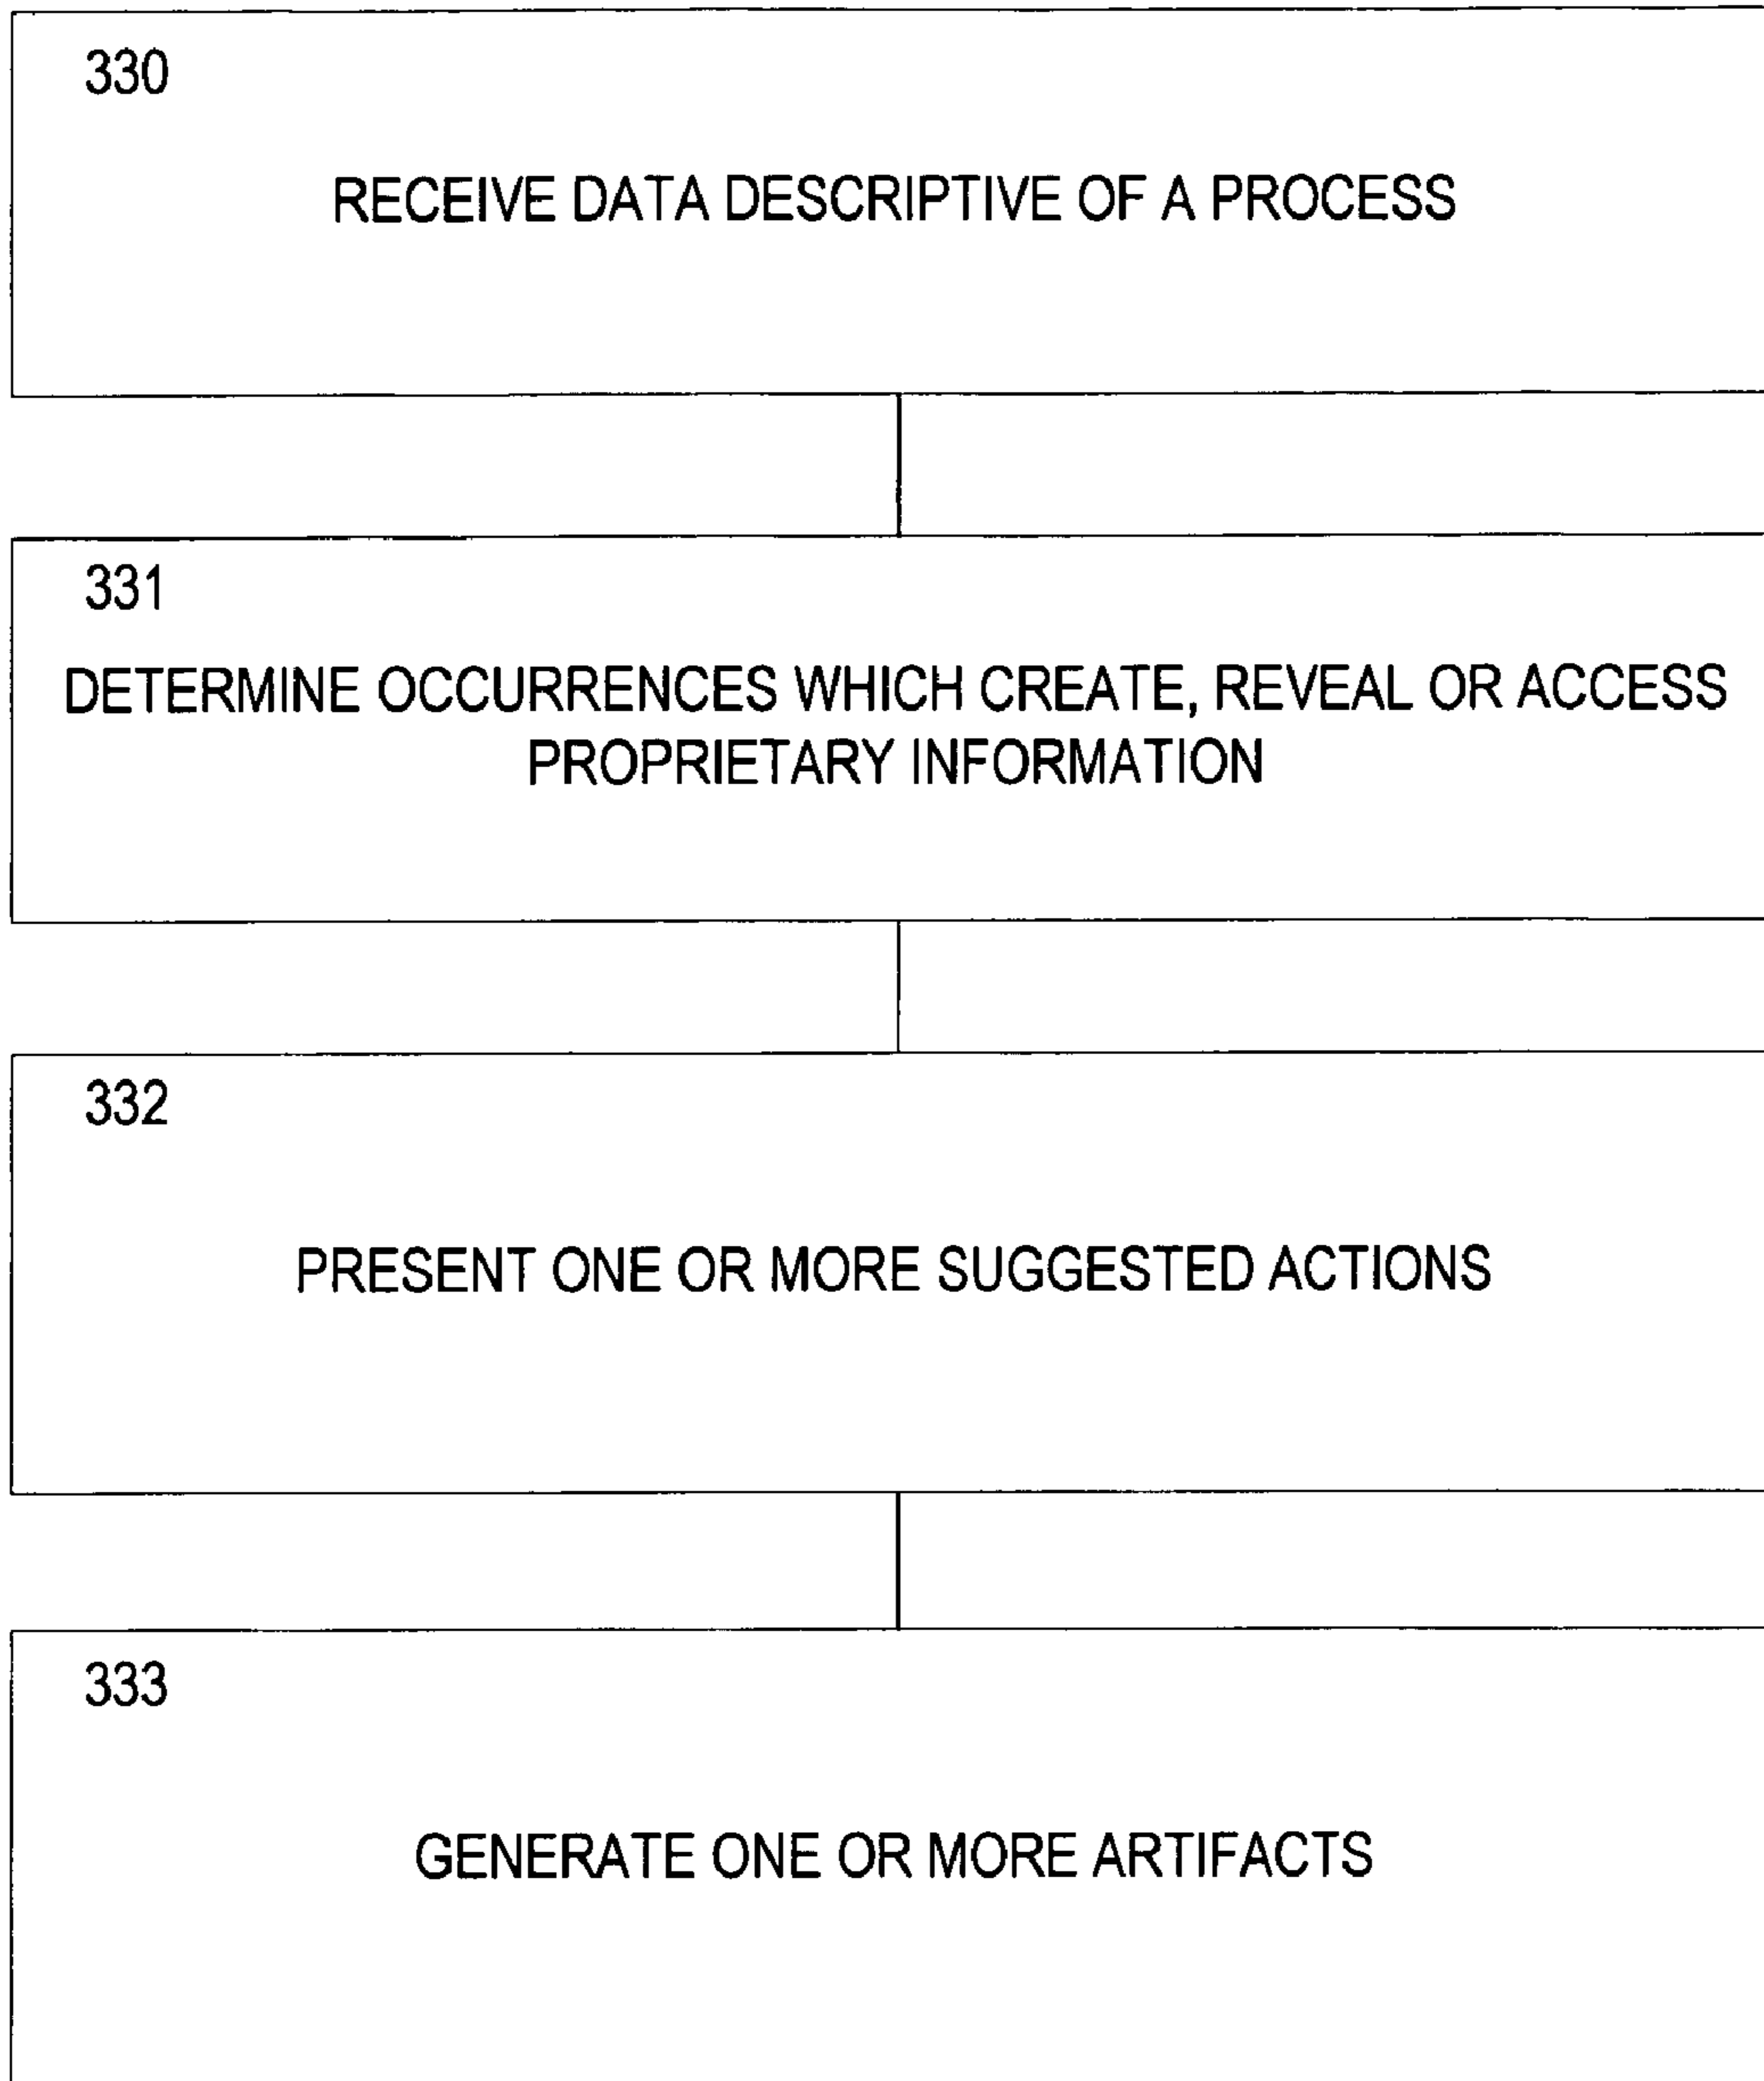 330
RECEIVE DATA DESCRIPTIVE OF A PROCESS
331
DETERMINE OCCURRENCES WHICH CREATE, REVEAL OR ACCESS
PROPRIETARY INFORMATION
332
PRESENT ONE OR MORE SUGGESTED ACTIONS
333
GENERATE ONE OR MORE ARTIFACTS